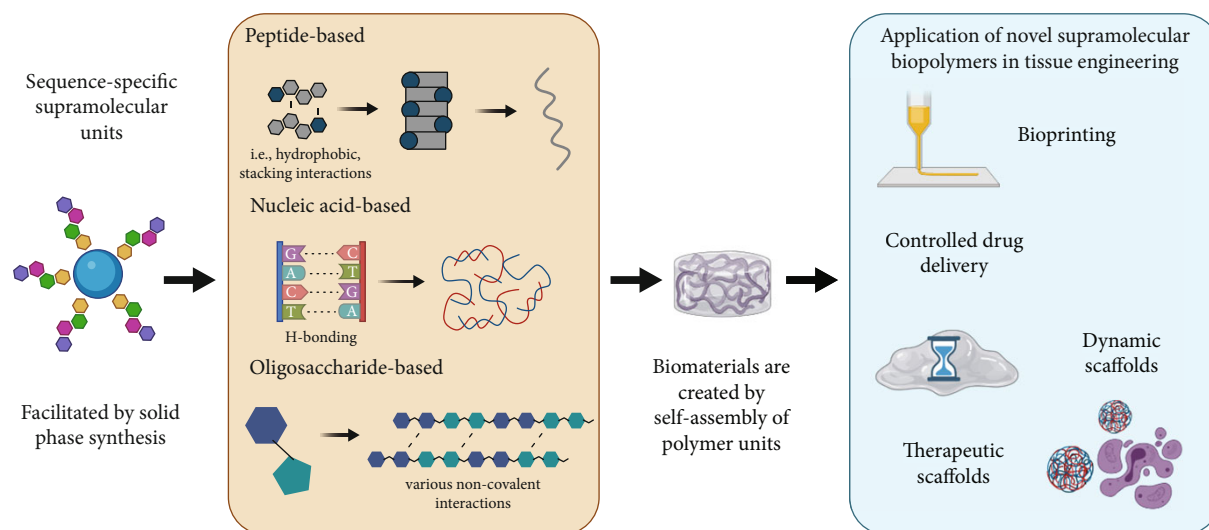 Sequence-specific
supramolecular
units
Facilitated by solid
phase synthesis
Peptide-based
i.e., hydrophobic,
stacking interactions
Nucleic acid-based
G C
A T
C G
T A
H-bonding
Oligosaccharide-based
various non-covalent
interactions
Biomaterials are
created by
self-assembly of
polymer units
Application of novel supramolecular
biopolymers in tissue engineering
Bioprinting
Controlled drug
delivery
Dynamic
scaffolds
Therapeutic
scaffolds